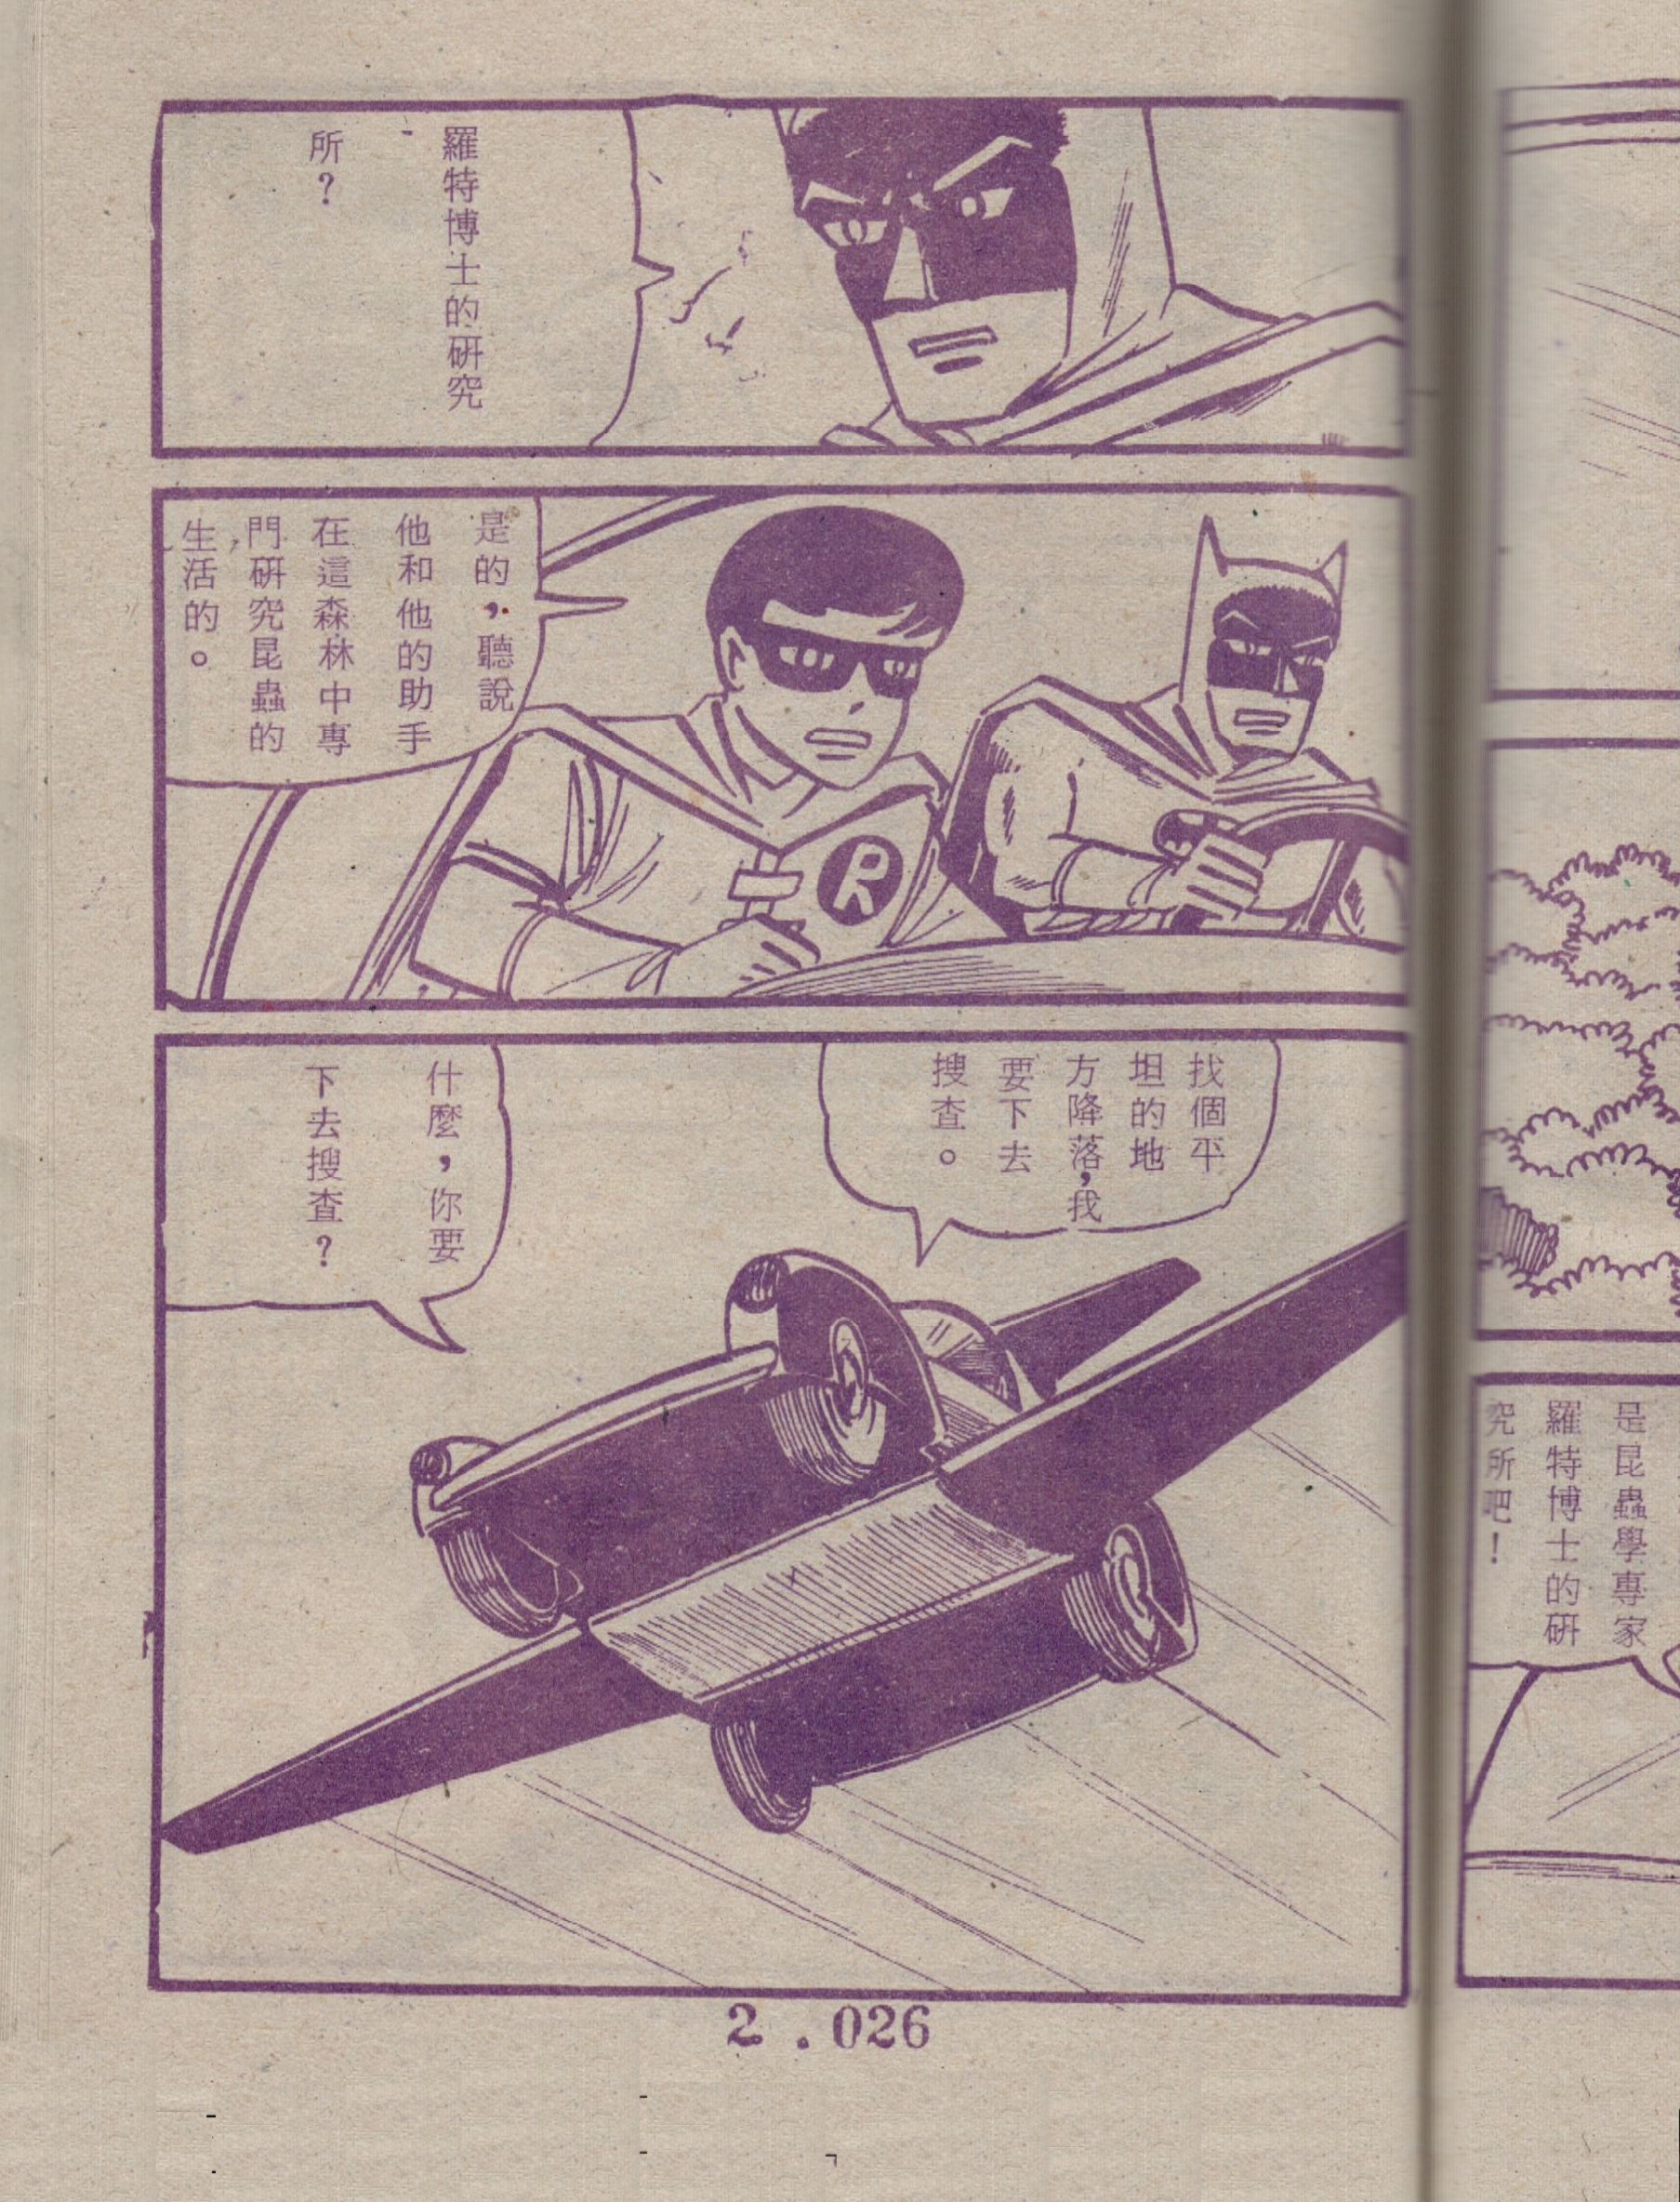 是昆蟲學專家
羅特博士的研
究所吧！
羅特博士的研究
所？
是的，聽說
他和他的助手
在這森林中專
門研究昆蟲的
生活的。
R
找個平
坦的地
方降落，我
要下去
搜查。
什麼，你要
下去搜查？
2.026